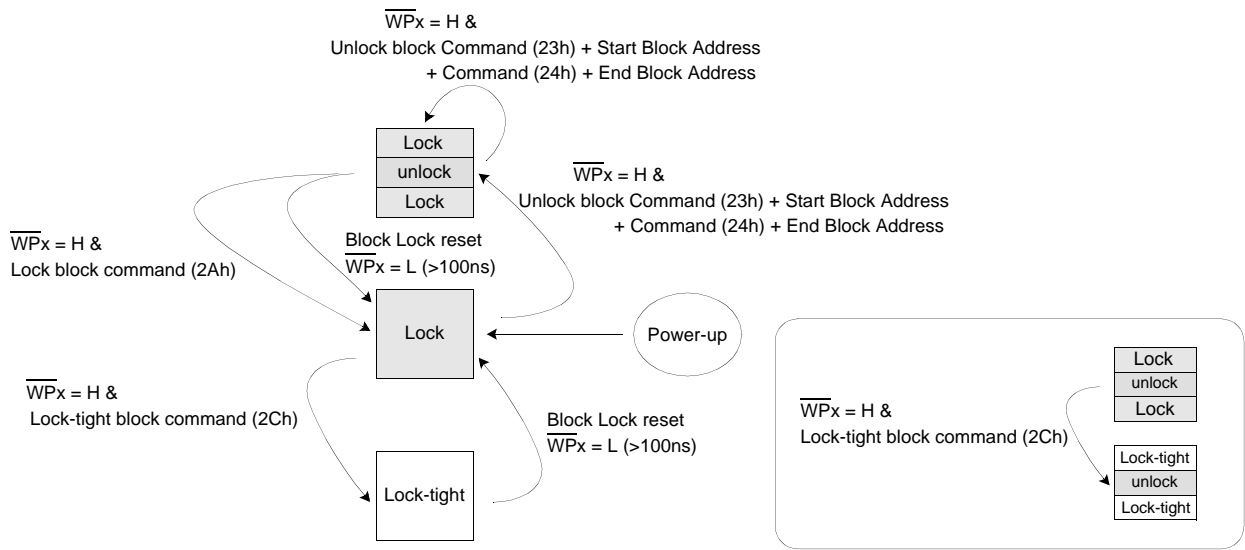 WPx = H &
Unlock block Command (23h) + Start Block Address
+ Command (24h) + End Block Address
Lock
unlock
Lock
WPx = H &
Unlock block Command (23h) + Start Block Address
+ Command (24h) + End Block Address
WPx = H &
Lock block command (2Ah)
Block Lock reset
WPx = L (>100ns)
Lock
Power-up
WPx = H &
Lock-tight block command (2Ch)
Block Lock reset
WPx = L (>100ns)
Lock-tight
Lock
unlock
Lock
WPx = H &
Lock-tight block command (2Ch)
Lock-tight
unlock
Lock-tight